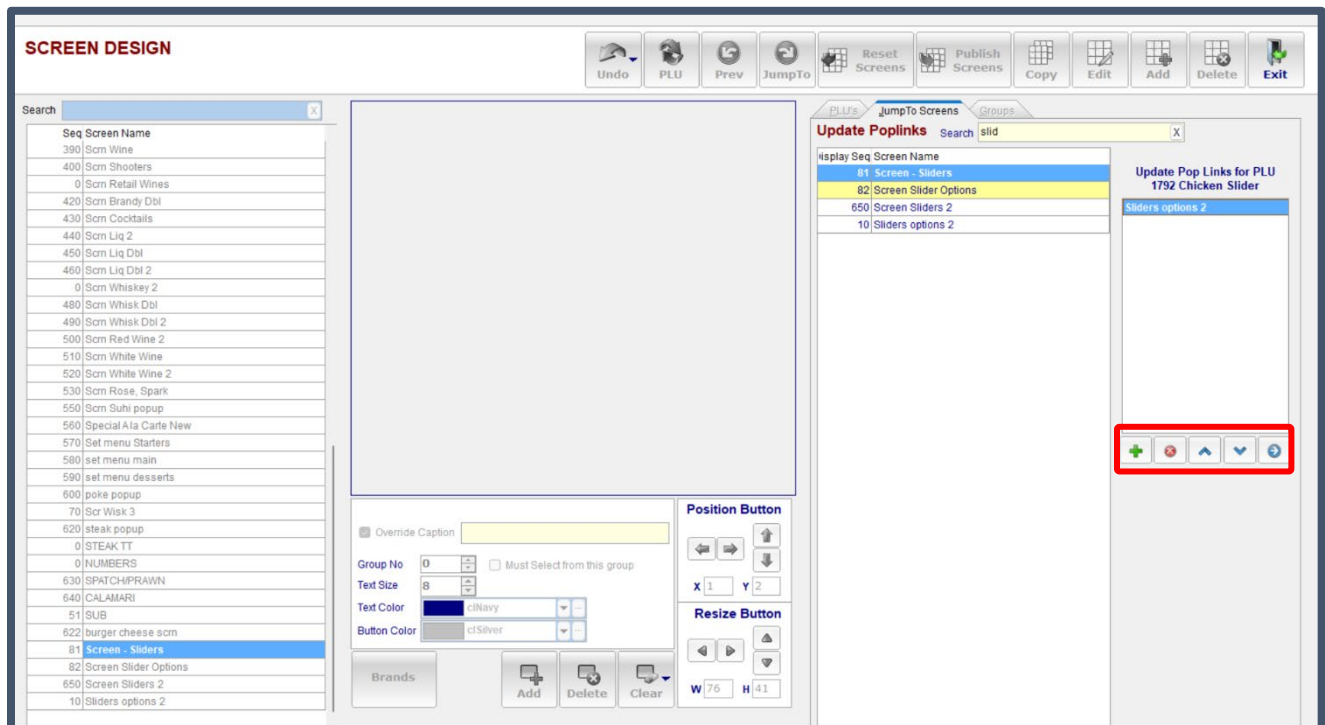 SCREEN DESIGN
Undo
PLU
Prev
JumpTo
Reset Screens
Publish Screens
Copy
Edit
Add
Delete
Exit
Search
X
Seq Screen Name
390 Scrn Wine
400 Scrn Shooters
0 Scrn Retail Wines
420 Scrn Brandy Dbl
430 Scrn Cocktails
440 Scrn Liq 2
450 Scrn Liq Dbl
460 Scrn Liq Dbl 2
0 Scrn Whiskey 2
480 Scrn Whisk Dbl
490 Scrn Whisk Dbl 2
500 Scrn Red Wine 2
510 Scrn White Wine
520 Scrn White Wine 2
530 Scrn Rose, Spark
550 Scrn Suhi popup
560 Special A la Carte New
570 Set menu Starters
580 set menu main
590 set menu desserts
600 poke popup
70 Scr Wisk 3
620 steak popup
0 STEAK TT
0 NUMBERS
630 SPATCH/PRAWN
640 CALAMARI
51 SUB
622 burger cheese scrn
81 Screen - Sliders
82 Screen Slider Options
650 Screen Sliders 2
10 Sliders options 2
Override Caption
Group No 0
Must Select from this group
Text Size 8
Text Color clNavy
Button Color clSilver
Brands
Add
Delete
Clear
Position Button
X 1 Y 2
Resize Button
W 76 H 41
PLU's
JumpTo Screens
Groups
Update Poplinks Search slid X
isplay Seq Screen Name
81 Screen - Sliders
82 Screen Slider Options
650 Screen Sliders 2
10 Sliders options 2
Update Pop Links for PLU
1792 Chicken Slider
Sliders options 2